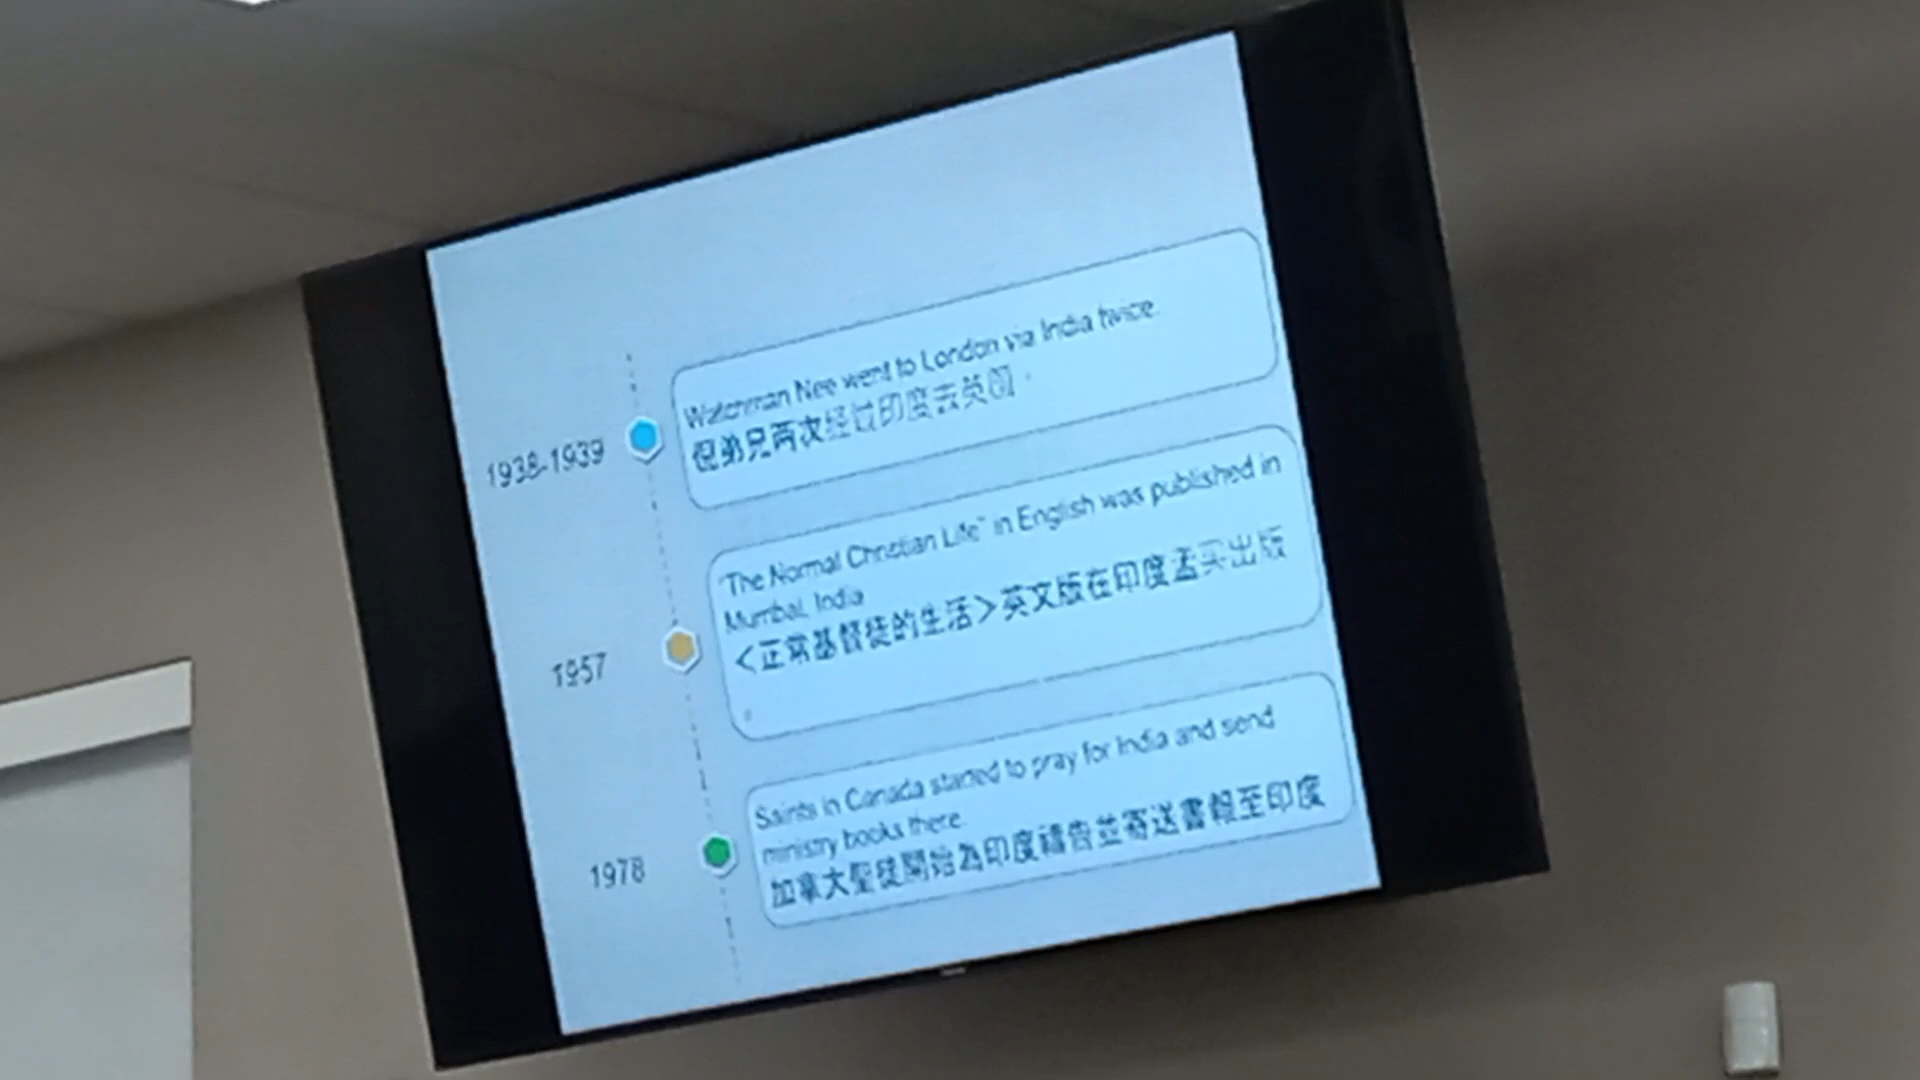 1938-1939
Watchman Nee went to London via India twice.
倪弟兄兩次經過印度去英國。
1957
"The Normal Christian Life" in English was published in
Mumbai, India
<正常基督徒的生活>英文版在印度孟买出版
。
1978
Saints in Canada started to pray for India and send
ministry books there.
加拿大聖徒開始為印度禱告並寄送書報至印度